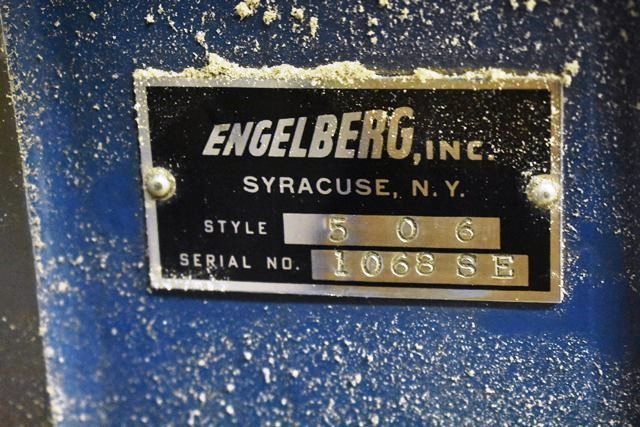 ENGELBERG, INC.
SYRACUSE, N. Y.
STYLE 5 0 6
SERIAL NO. 1068 SE